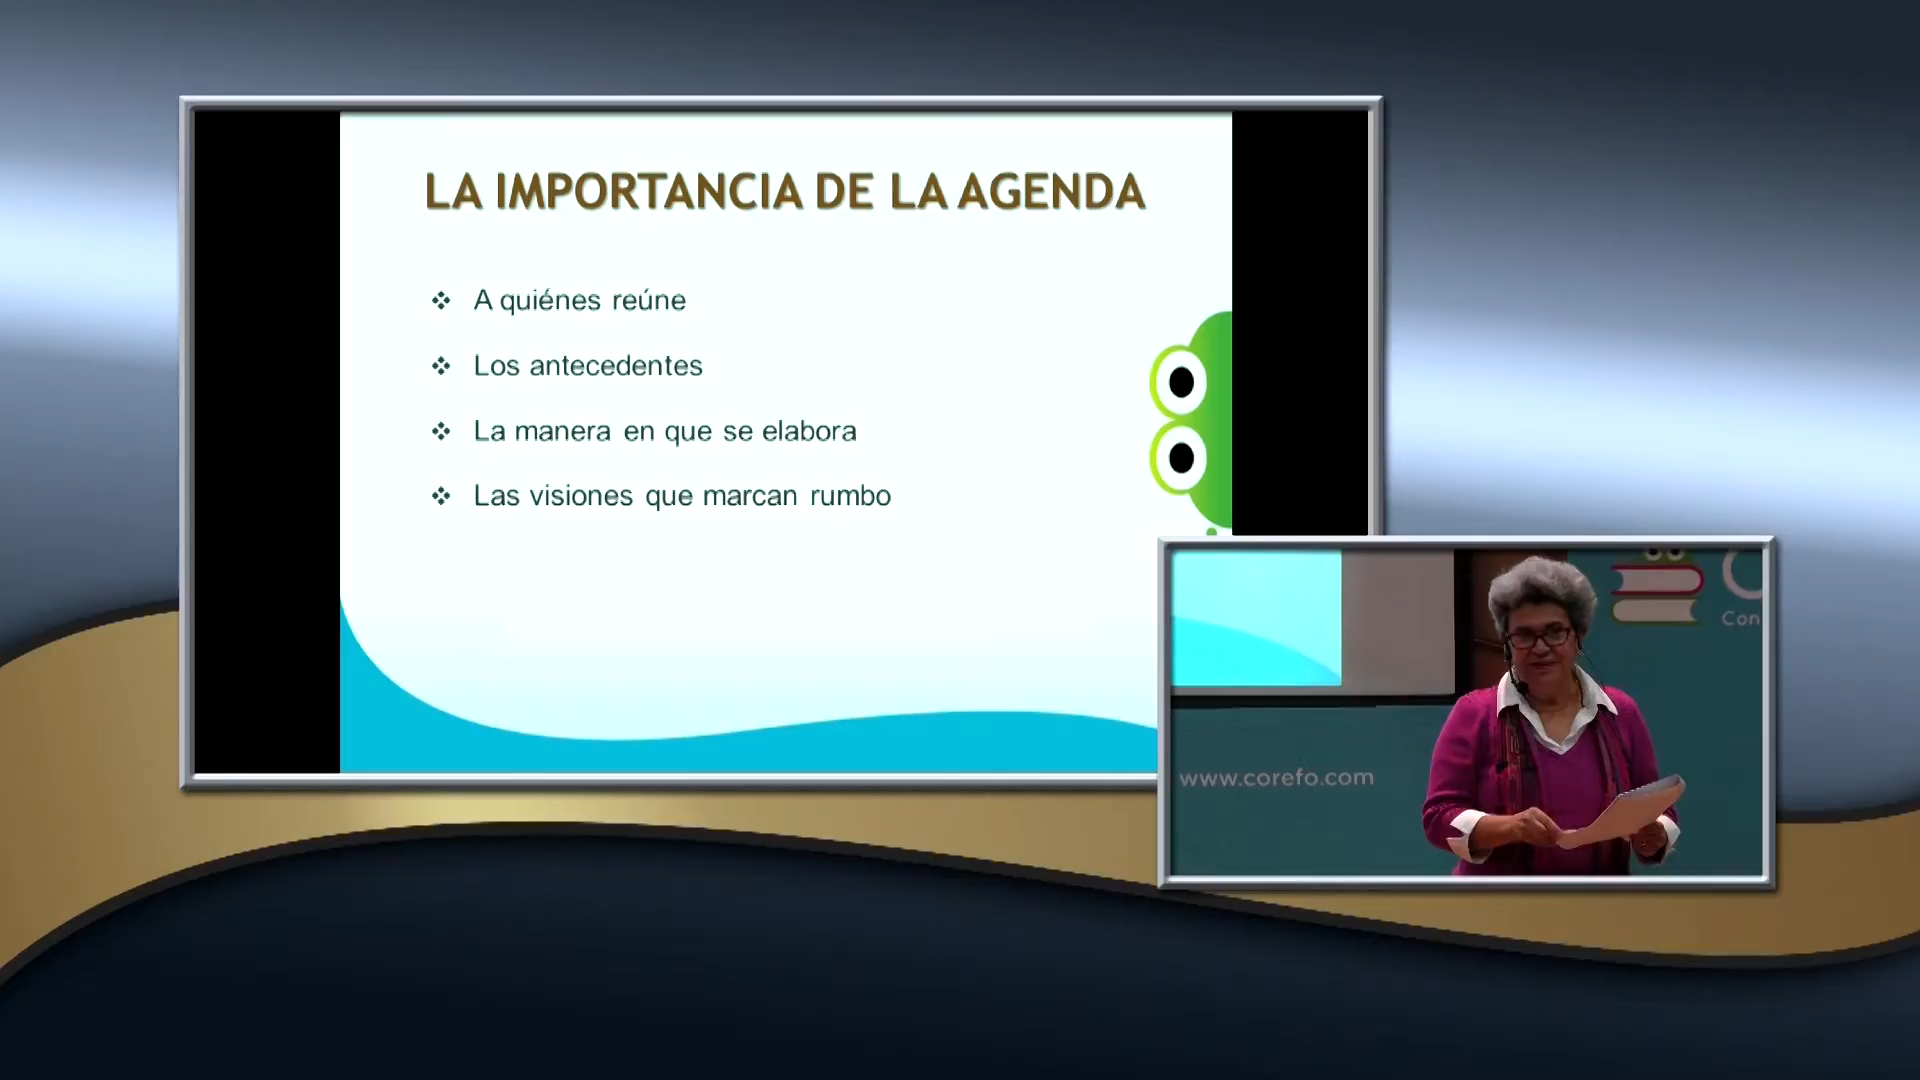 LA IMPORTANCIA DE LA AGENDA
A quiénes reúne
Los antecedentes
La manera en que se elabora
Las visiones que marcan rumbo
Con
www.corefo.com